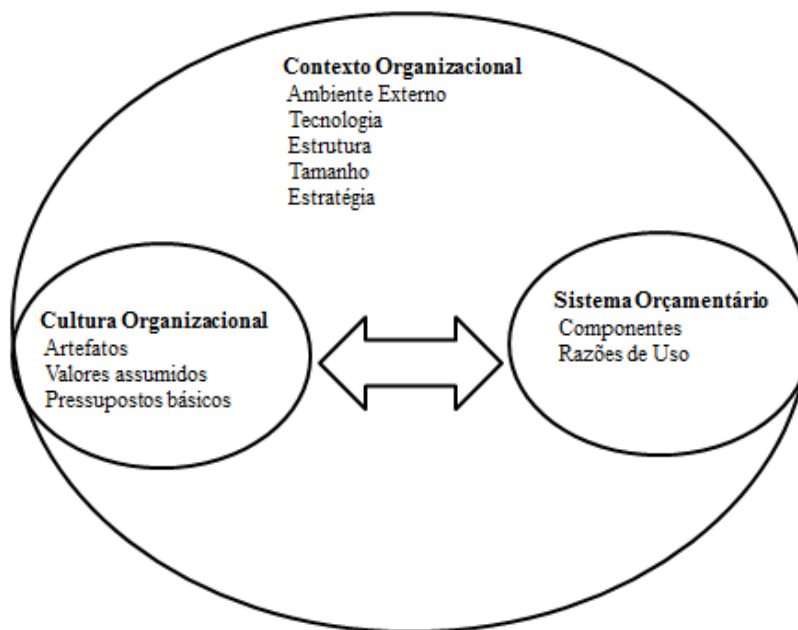 Contexto Organizacional
Ambiente Externo
Tecnologia
Estrutura
Tamanho
Estratégia
Cultura Organizacional
Artefatos
Valores assumidos
Pressupostos básicos
Sistema Orçamentário
Componentes
Razões de Uso